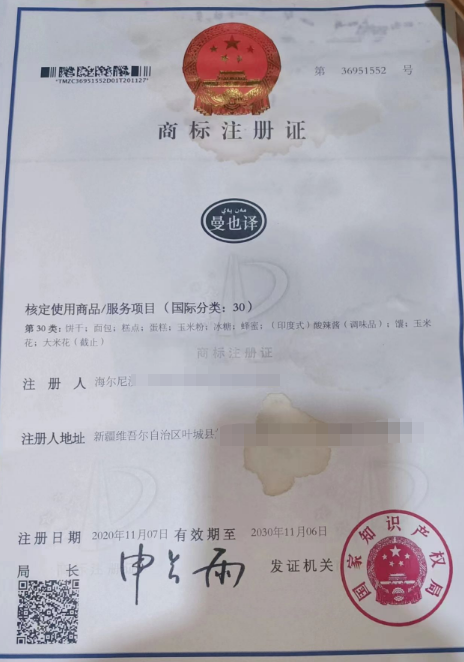 *TMZC36951552D01T201127*
第 36951552 号
商标注册证
曼也译
核定使用商品/服务项目（国际分类：30）
第30类：饼干；面包；糕点；蛋糕；玉米粉；冰糖；蜂蜜；（印度式）酸辣酱（调味品）；馅；玉米
花；大米花（截止）
商标注册证
注 册 人 海尔尼
注册人地址 新疆维吾尔自治区叶城县
注册日期 2020年11月07日 有效期至 2030年11月06日
局 长 申长雨 发证机关
国家知识产权局